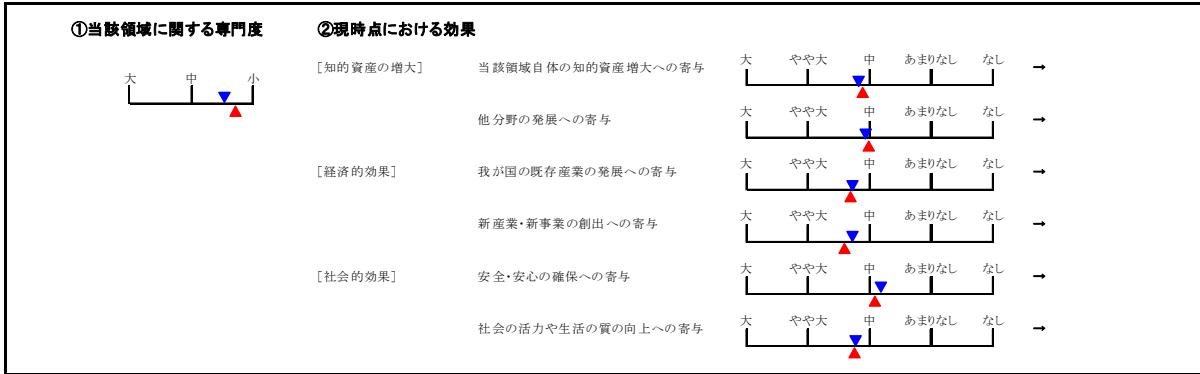 ①当該領域に関する専門度 ②現時点における効果
大 中 小
[知的資産の増大] 当該領域自体の知的資産増大への寄与 大 やや大 中 あまりなし なし →
他分野の発展への寄与 大 やや大 中 あまりなし なし →
[経済的効果] 我が国の既存産業の発展への寄与 大 やや大 中 あまりなし なし →
新産業・新事業の創出への寄与 大 やや大 中 あまりなし なし →
[社会的効果] 安全・安心の確保への寄与 大 やや大 中 あまりなし なし →
社会の活力や生活の質の向上への寄与 大 やや大 中 あまりなし なし →